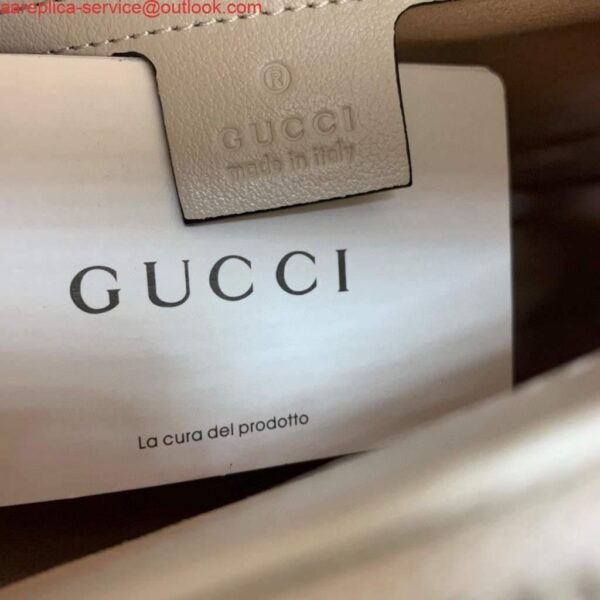 aareplica-service@outlook.com
®
GUCCI
made in italy
GUCCI
La cura del prodotto